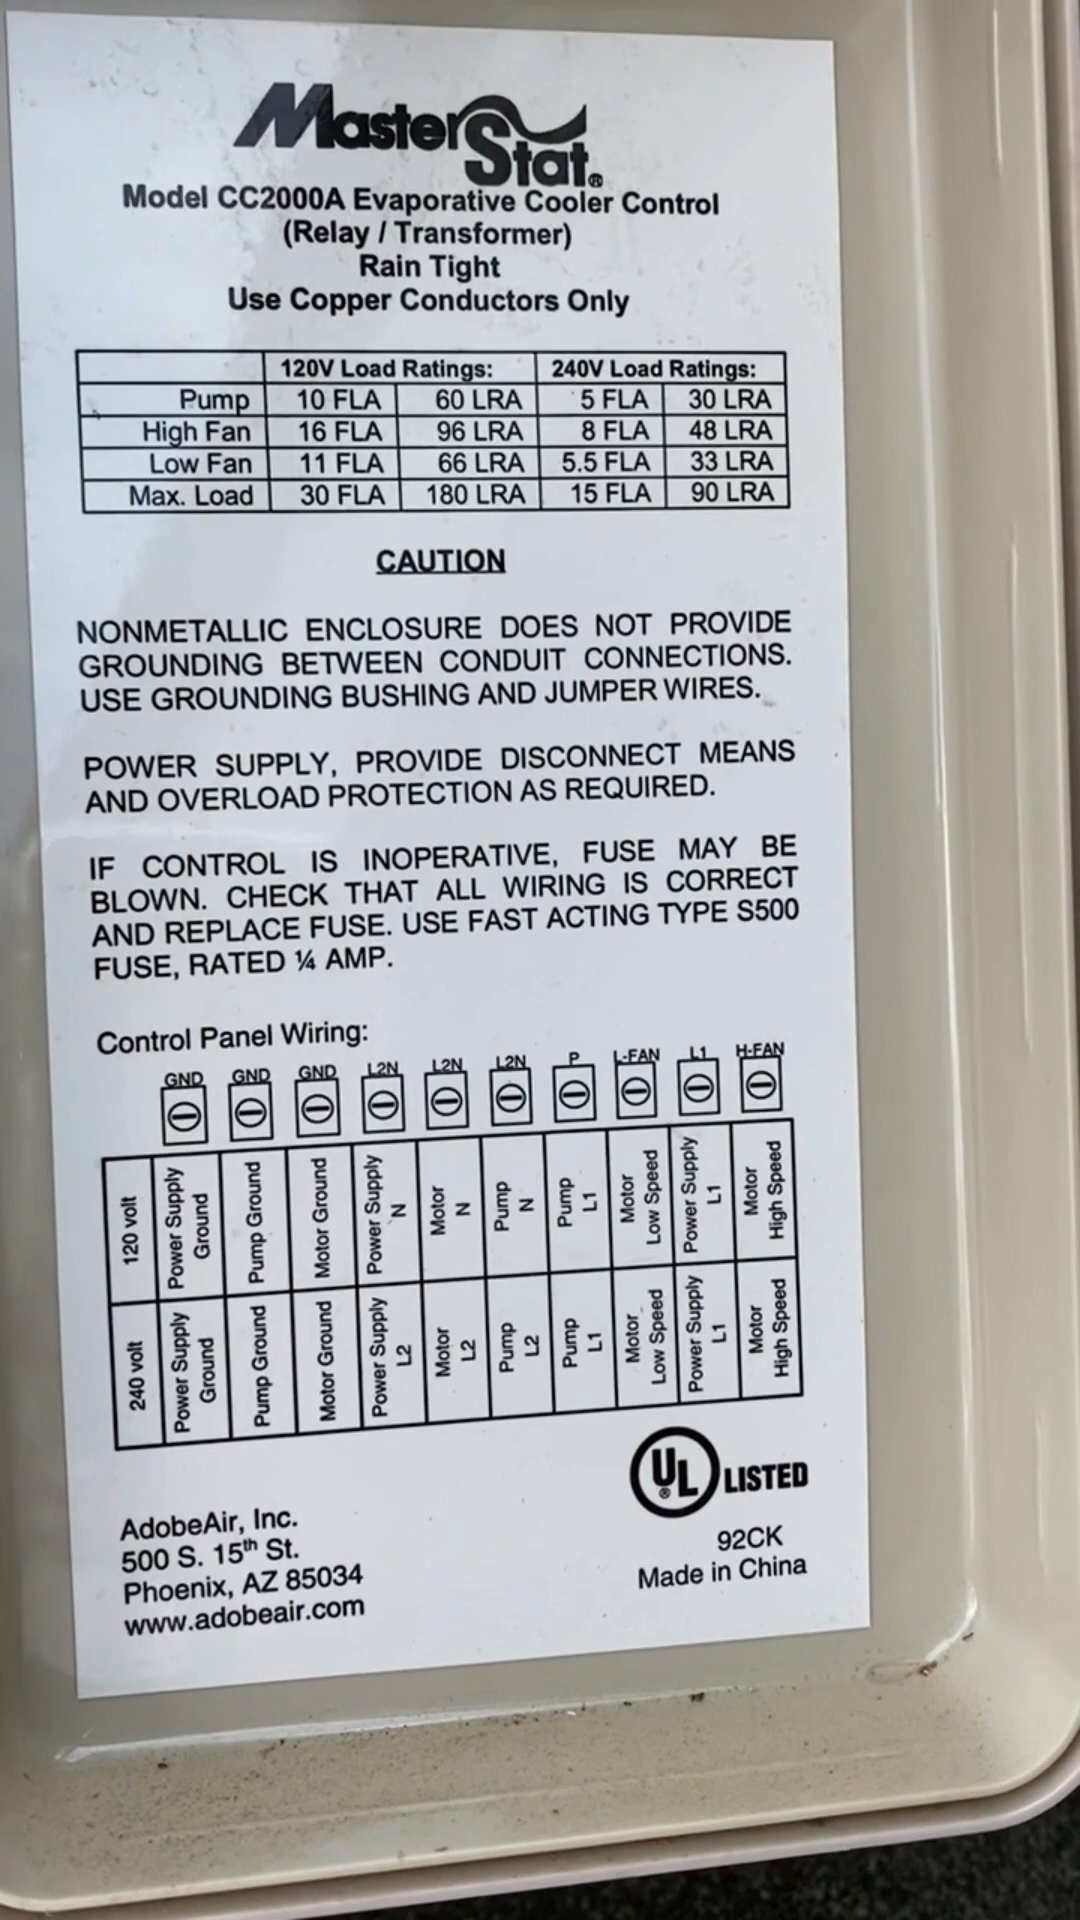 MasterStat®
Model CC2000A Evaporative Cooler Control
(Relay / Transformer)
Rain Tight
Use Copper Conductors Only
120V Load Ratings: 240V Load Ratings:
Pump 10 FLA 60 LRA 5 FLA 30 LRA
High Fan 16 FLA 96 LRA 8 FLA 48 LRA
Low Fan 11 FLA 66 LRA 5.5 FLA 33 LRA
Max. Load 30 FLA 180 LRA 15 FLA 90 LRA
CAUTION
NONMETALLIC ENCLOSURE DOES NOT PROVIDE
GROUNDING BETWEEN CONDUIT CONNECTIONS.
USE GROUNDING BUSHING AND JUMPER WIRES.
POWER SUPPLY, PROVIDE DISCONNECT MEANS
AND OVERLOAD PROTECTION AS REQUIRED.
IF CONTROL IS INOPERATIVE, FUSE MAY BE
BLOWN. CHECK THAT ALL WIRING IS CORRECT
AND REPLACE FUSE. USE FAST ACTING TYPE S500
FUSE, RATED ¼ AMP.
Control Panel Wiring:
GND GND GND L2N L2N L2N P L-FAN L1 H-FAN
120 volt
Power Supply
Ground
Pump Ground
Motor Ground
Power Supply
N
Motor
N
Pump
N
Pump
L1
Motor
Low Speed
Power Supply
L1
Motor
High Speed
240 volt
Power Supply
Ground
Pump Ground
Motor Ground
Power Supply
L2
Motor
L2
Pump
L2
Pump
L1
Motor
Low Speed
Power Supply
L1
Motor
High Speed
UL® LISTED
92CK
Made in China
AdobeAir, Inc.
500 S. 15th St.
Phoenix, AZ 85034
www.adobeair.com